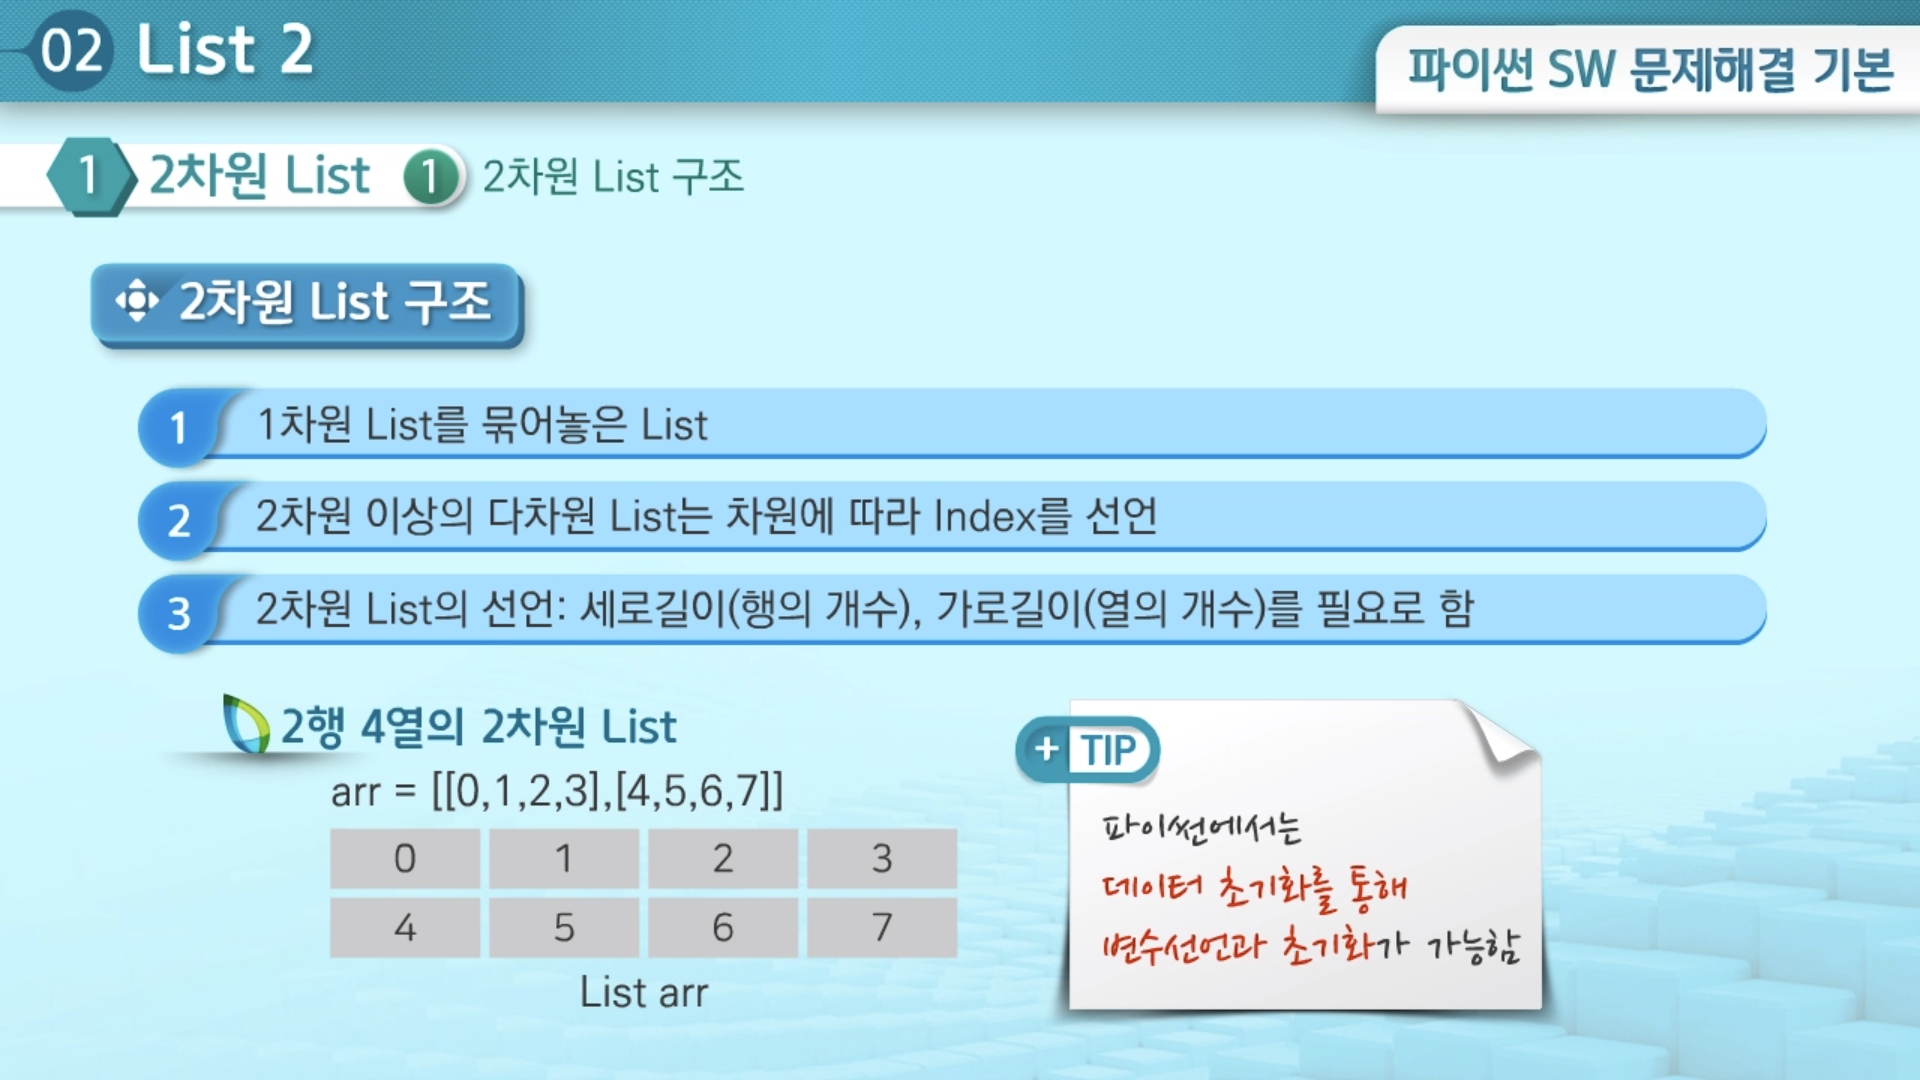 02 List 2
파이썬 SW 문제해결 기본
1 2차원 List 1 2차원 List 구조
2차원 List 구조
1 1차원 List를 묶어놓은 List
2 2차원 이상의 다차원 List는 차원에 따라 Index를 선언
3 2차원 List의 선언: 세로길이(행의 개수), 가로길이(열의 개수)를 필요로 함
2행 4열의 2차원 List
arr = [[0,1,2,3],[4,5,6,7]]
0 1 2 3
4 5 6 7
List arr
+ TIP
파이썬에서는
데이터 초기화를 통해
변수선언과 초기화가 가능함